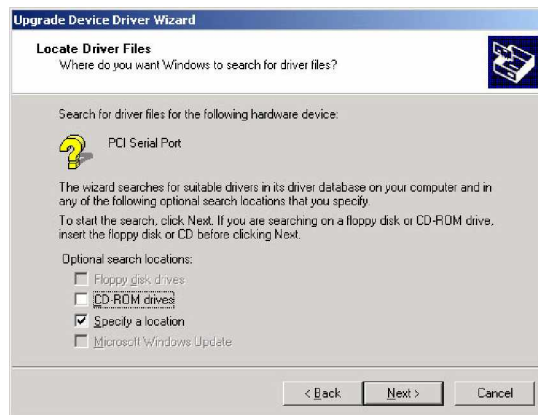 Upgrade Device Driver Wizard
Locate Driver Files
Where do you want Windows to search for driver files?
Search for driver files for the following hardware device:
PCI Serial Port
The wizard searches for suitable drivers in its driver database on your computer and in
any of the following optional search locations that you specify.
To start the search, click Next. If you are searching on a floppy disk or CD-ROM drive,
insert the floppy disk or CD before clicking Next.
Optional search locations:
Floppy disk drives
CD-ROM drives
Specify a location
Microsoft Windows Update
< Back Next > Cancel